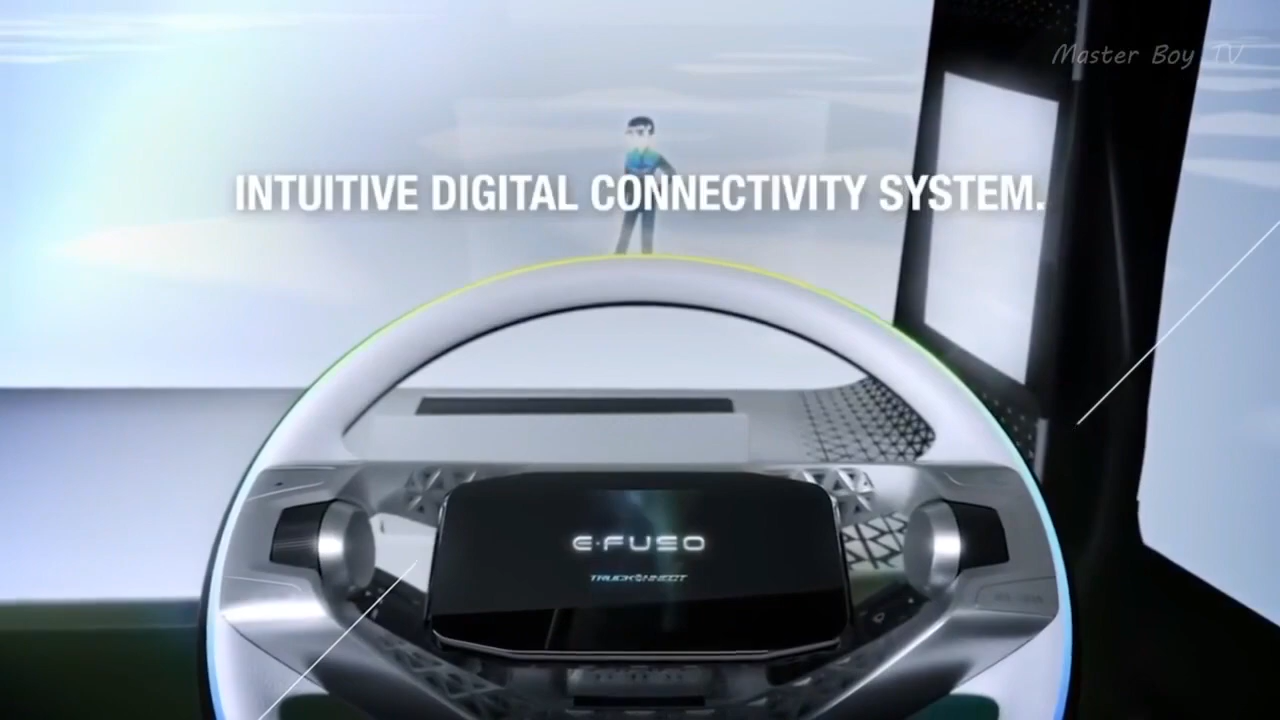 Master Boy TV
INTUITIVE DIGITAL CONNECTIVITY SYSTEM.
E·FUSO
TRUCKONNECT